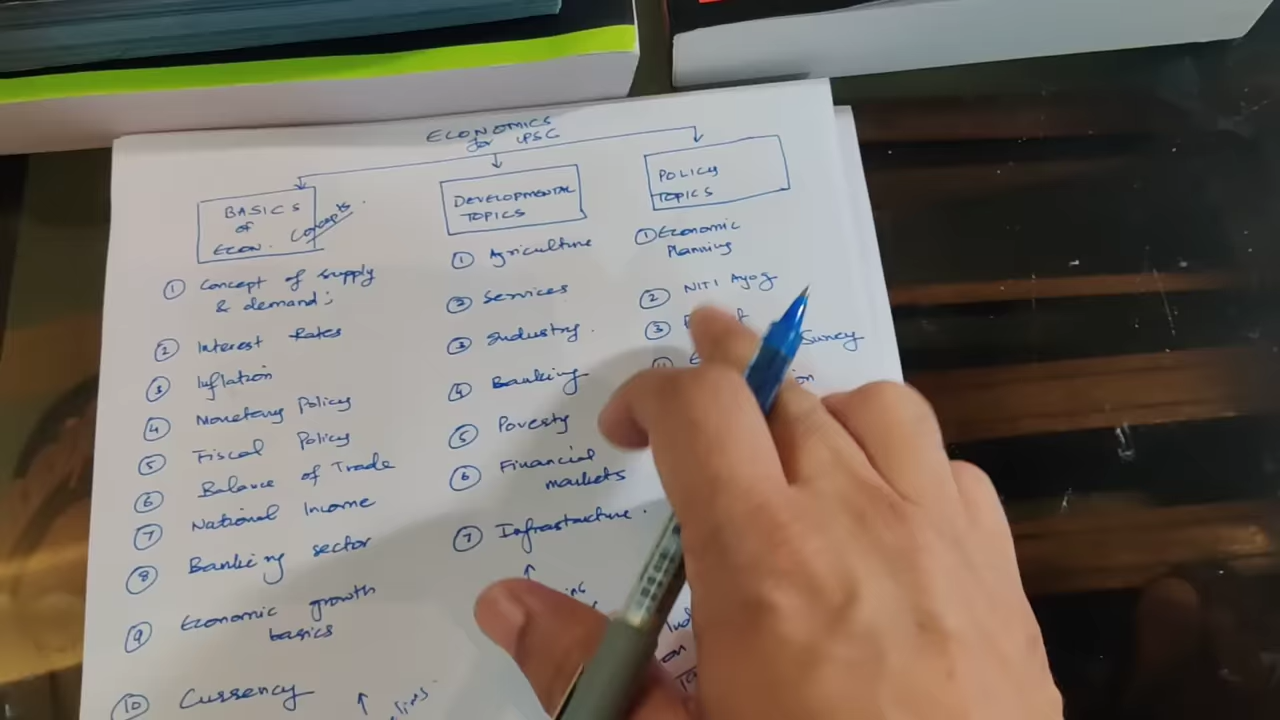 ECONOMICS
for UPSC
BASICS
of
ECON. Concepts.
① Concept of supply
& demand;
② Interest Rates
③ Inflation
④ Monetary Policy
⑤ Fiscal Policy
⑥ Balance of Trade
⑦ National Income
⑧ Banking sector
⑨ Economic growth
basics
⑩ Currency
DEVELOPMENTAL
TOPICS
① Agriculture
② Services
③ Industry.
④ Banking
⑤ Poverty
⑥ Financial
markets
⑦ Infrastructure.
POLICY
TOPICS
① Economic
Planning
② NITI Ayog
③
Survey